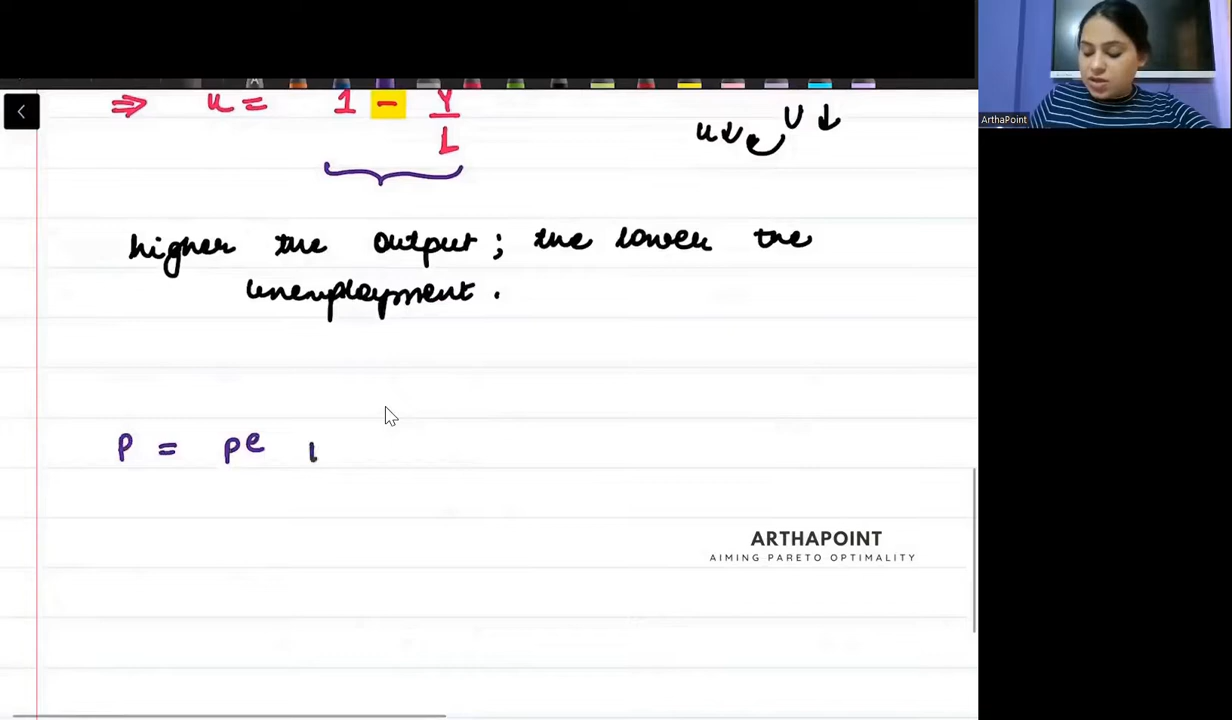 ⇒ u = 1 - Y/L
U ↓
u ↓
higher the output ; the lower the
unemployment .
P = Pe
ARTHAPOINT
AIMING PARETO OPTIMALITY
ArthaPoint